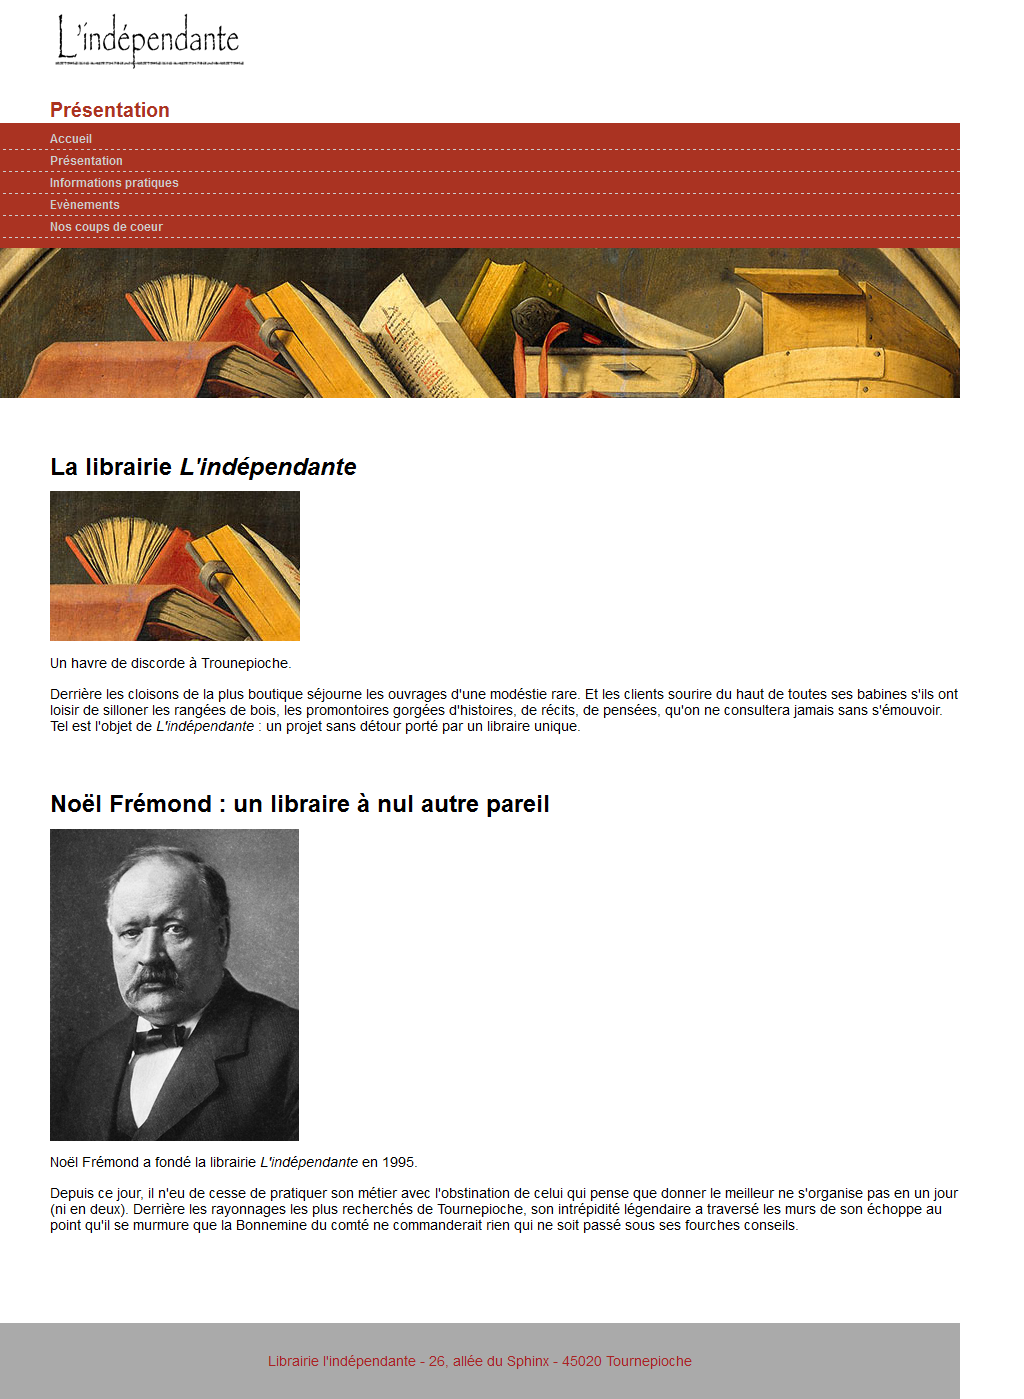 L'indépendante
Présentation
Accueil
Présentation
Informations pratiques
Evènements
Nos coups de coeur
La librairie L'indépendante
Un havre de discorde à Trounepioche.
Derrière les cloisons de la plus boutique séjourne les ouvrages d'une modéstie rare. Et les clients sourire du haut de toutes ses babines s'ils ont
loisir de silloner les rangées de bois, les promontoires gorgées d'histoires, de récits, de pensées, qu'on ne consultera jamais sans s'émouvoir.
Tel est l'objet de L'indépendante : un projet sans détour porté par un libraire unique.
Noël Frémond : un libraire à nul autre pareil
Noël Frémond a fondé la librairie L'indépendante en 1995.
Depuis ce jour, il n'eu de cesse de pratiquer son métier avec l'obstination de celui qui pense que donner le meilleur ne s'organise pas en un jour
(ni en deux). Derrière les rayonnages les plus recherchés de Tournepioche, son intrépidité légendaire a traversé les murs de son échoppe au
point qu'il se murmure que la Bonnemine du comté ne commanderait rien qui ne soit passé sous ses fourches conseils.
Librairie l'indépendante - 26, allée du Sphinx - 45020 Tournepioche